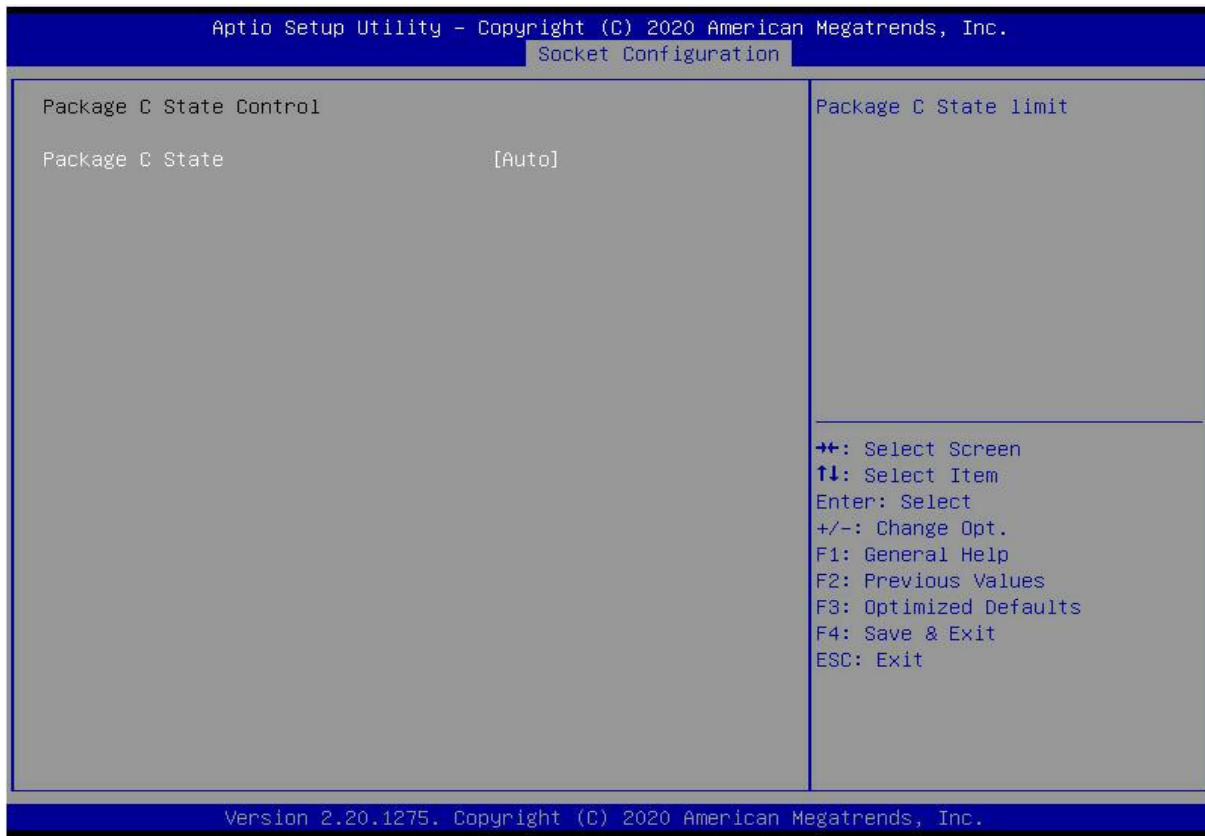 Aptio Setup Utility – Copyright (C) 2020 American Megatrends, Inc.
Socket Configuration
Package C State Control
Package C State [Auto]
Package C State limit
→←: Select Screen
↑↓: Select Item
Enter: Select
+/-: Change Opt.
F1: General Help
F2: Previous Values
F3: Optimized Defaults
F4: Save & Exit
ESC: Exit
Version 2.20.1275. Copyright (C) 2020 American Megatrends, Inc.